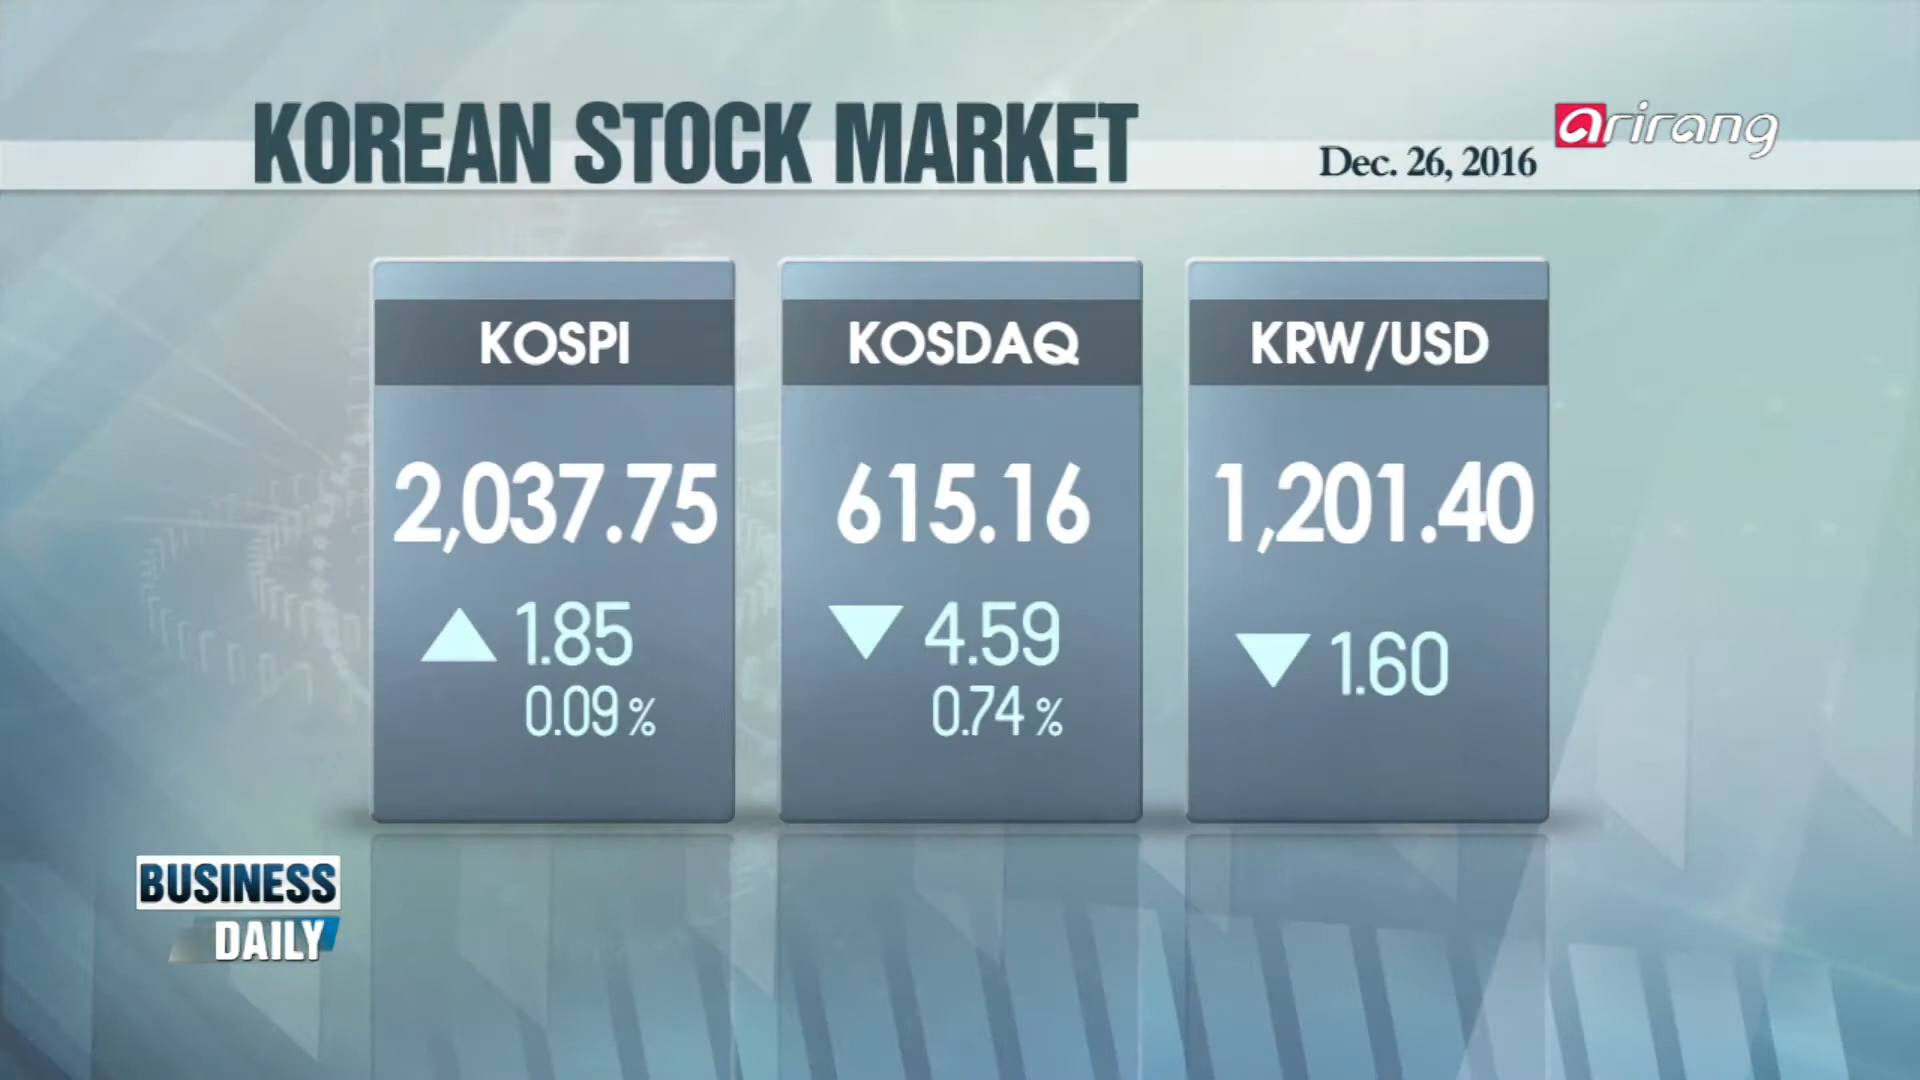 KOREAN STOCK MARKET
Dec. 26, 2016
arirang
KOSPI
2,037.75
▲ 1.85
0.09 %
KOSDAQ
615.16
▼ 4.59
0.74 %
KRW/USD
1,201.40
▼ 1.60
BUSINESS
DAILY